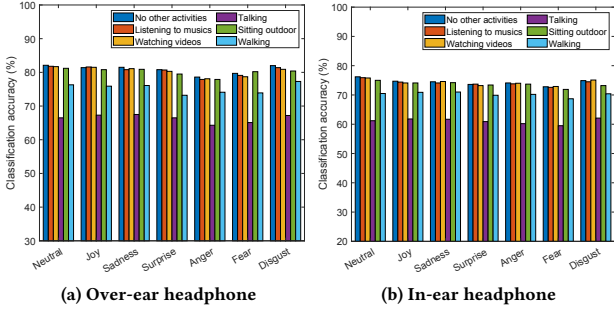 No other activities
Listening to musics
Watching videos
Talking
Sitting outdoor
Walking
Classification accuracy (%)
100
90
80
70
60
50
40
30
Neutral
Joy
Sadness
Surprise
Anger
Fear
Disgust
(a) Over-ear headphone
No other activities
Listening to musics
Watching videos
Talking
Sitting outdoor
Walking
Classification accuracy (%)
100
90
80
70
60
50
40
30
20
Neutral
Joy
Sadness
Surprise
Anger
Fear
Disgust
(b) In-ear headphone